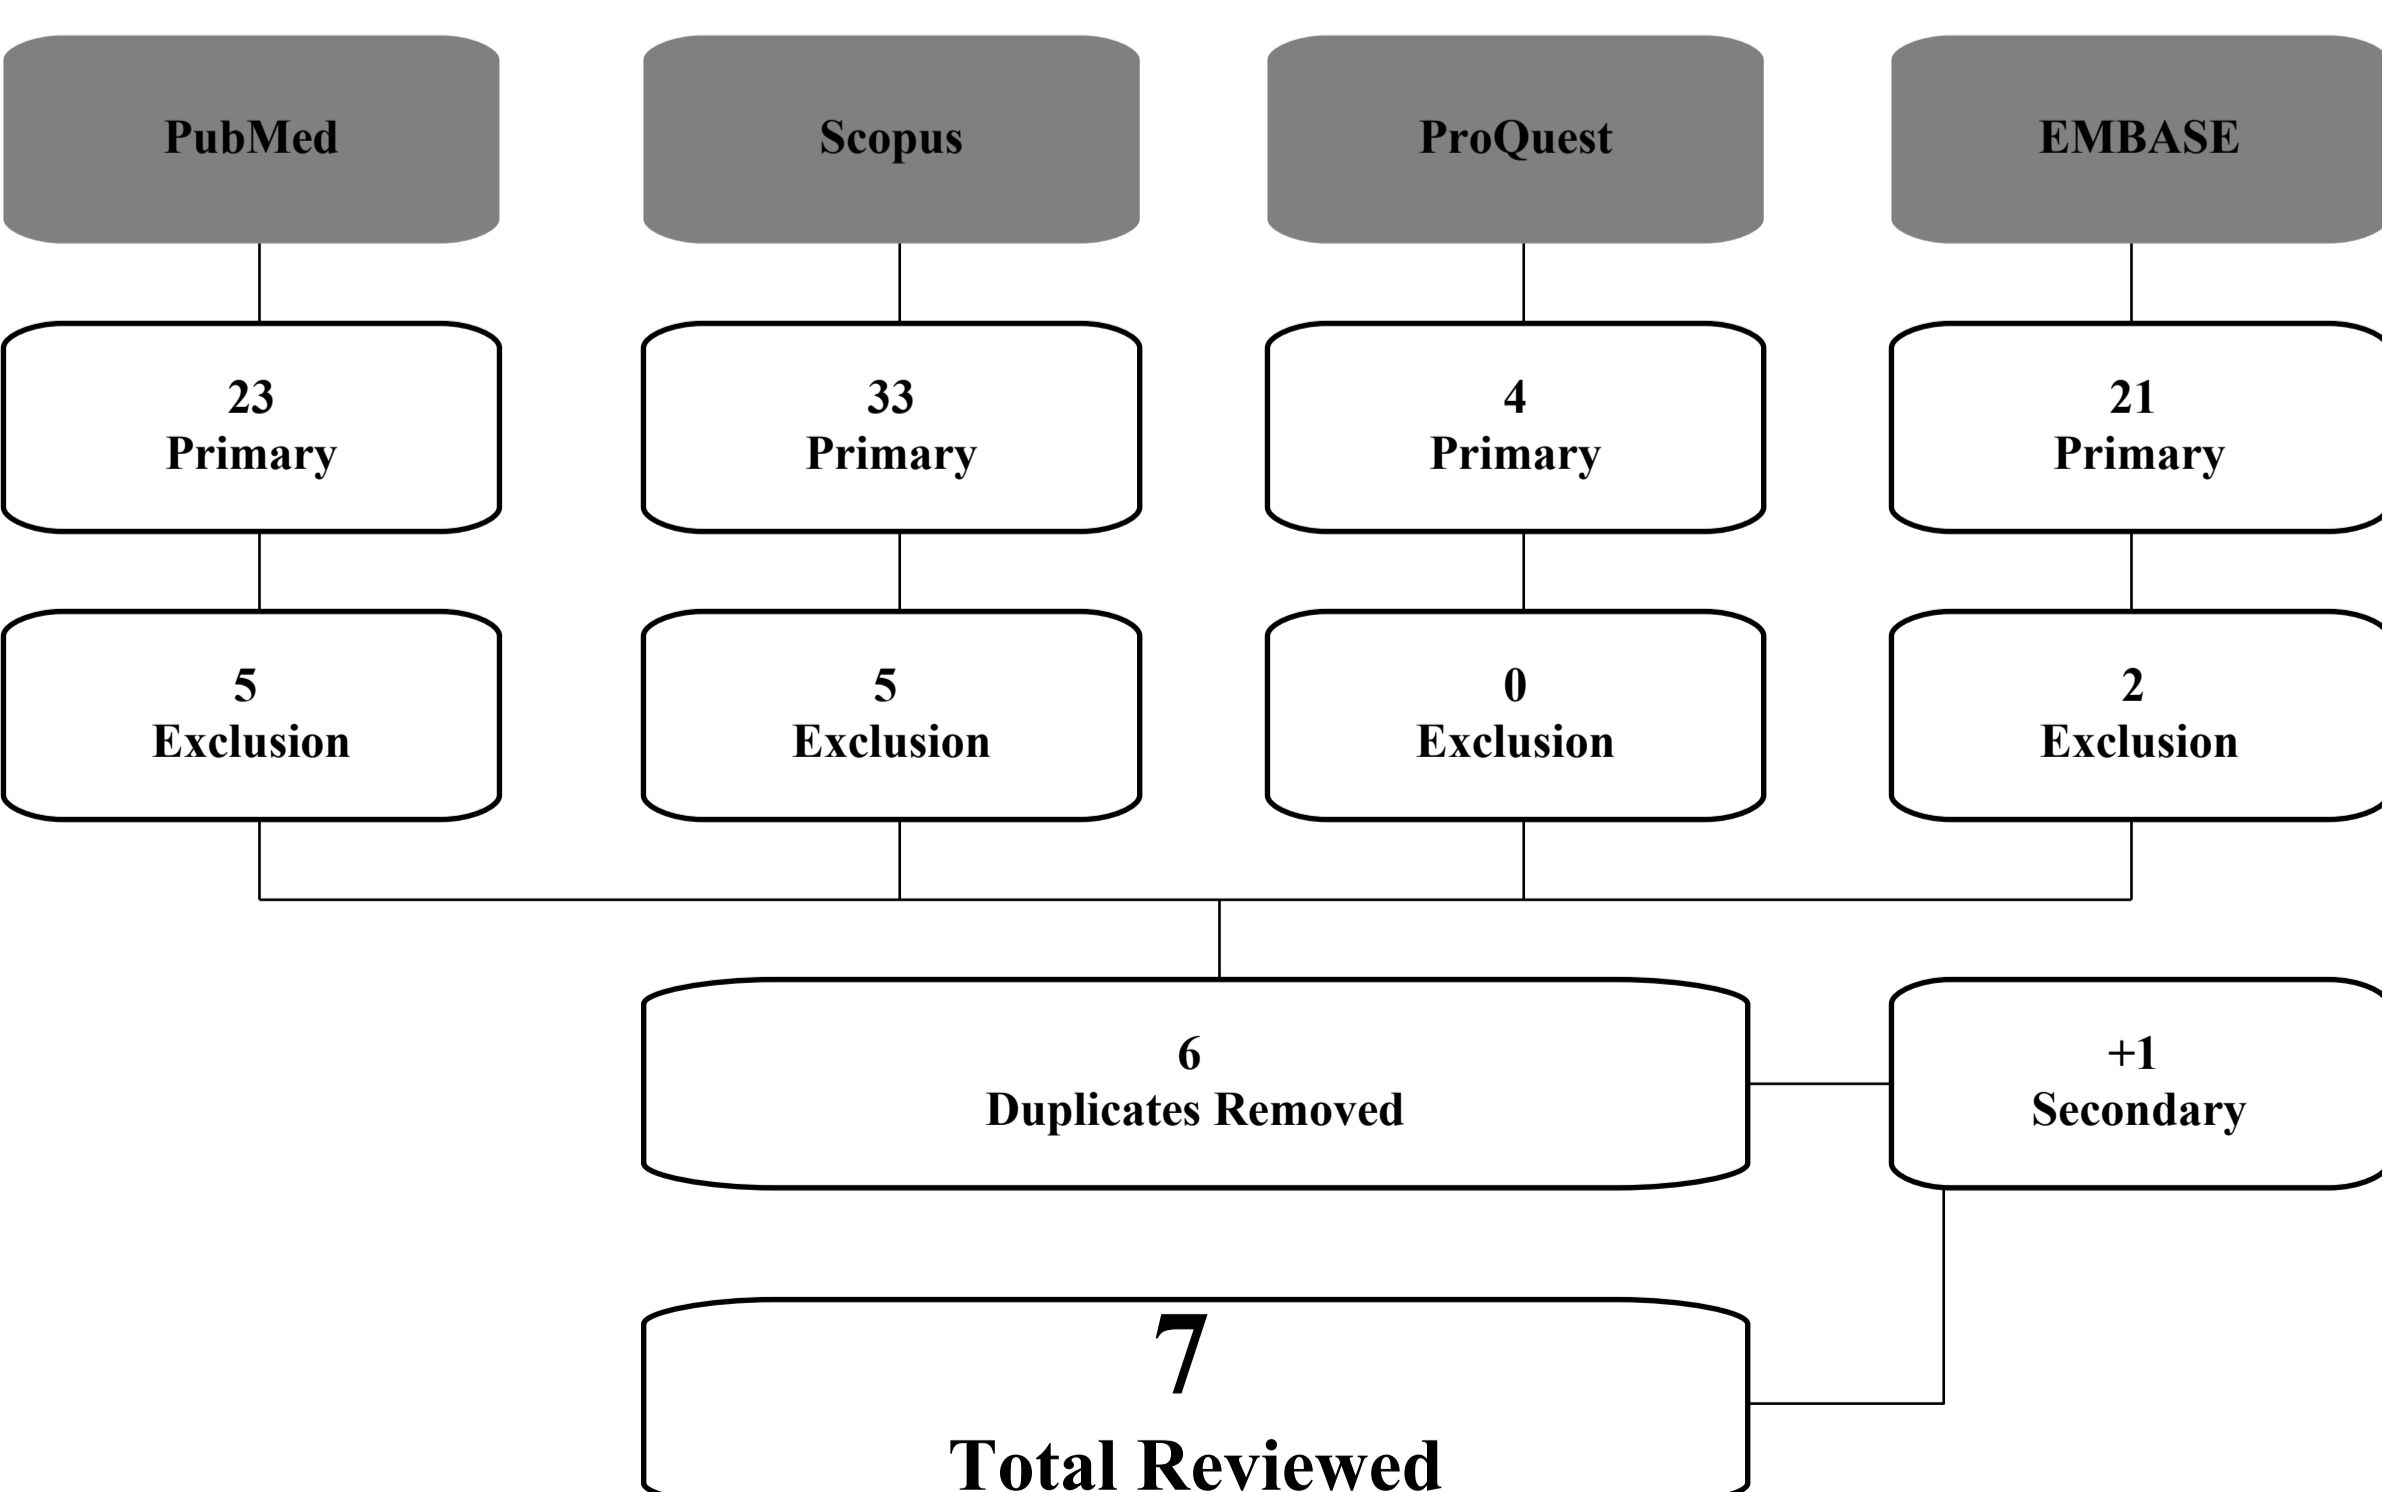 PubMed
Scopus
ProQuest
EMBASE
23
Primary
33
Primary
4
Primary
21
Primary
5
Exclusion
5
Exclusion
0
Exclusion
2
Exclusion
6
Duplicates Removed
+1
Secondary
7
Total Reviewed